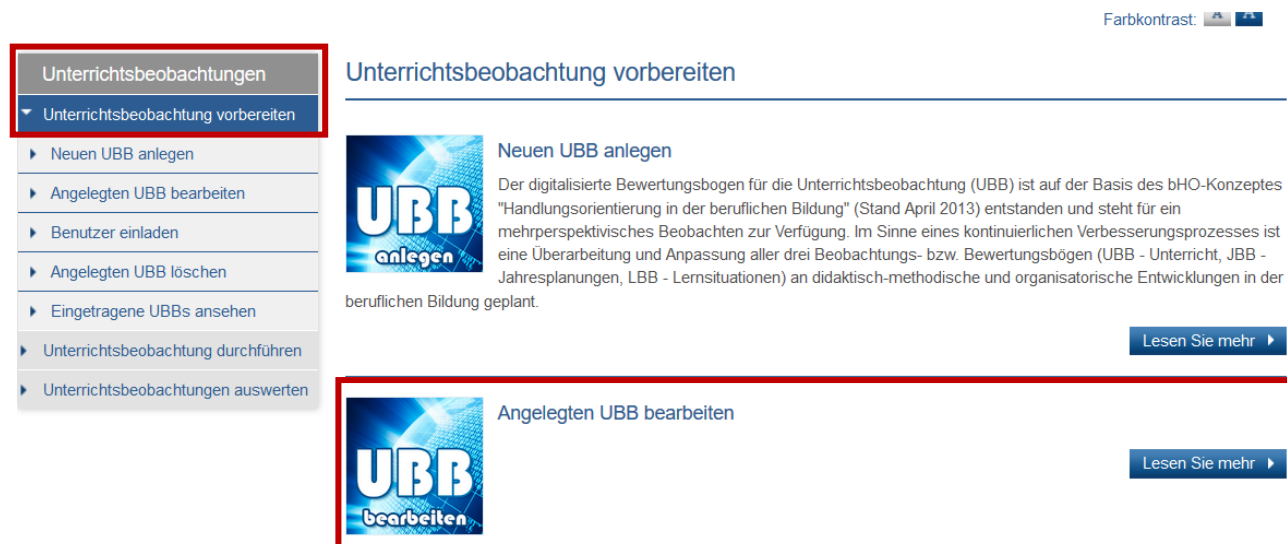 Farbkontrast: A A
Unterrichtsbeobachtungen
Unterrichtsbeobachtung vorbereiten
Neuen UBB anlegen
Angelegten UBB bearbeiten
Benutzer einladen
Angelegten UBB löschen
Eingetragene UBBs ansehen
Unterrichtsbeobachtung durchführen
Unterrichtsbeobachtungen auswerten
Unterrichtsbeobachtung vorbereiten
UBB
anlegen
Neuen UBB anlegen
Der digitalisierte Bewertungsbogen für die Unterrichtsbeobachtung (UBB) ist auf der Basis des bHO-Konzeptes
"Handlungsorientierung in der beruflichen Bildung" (Stand April 2013) entstanden und steht für ein
mehrperspektivisches Beobachten zur Verfügung. Im Sinne eines kontinuierlichen Verbesserungsprozesses ist
eine Überarbeitung und Anpassung aller drei Beobachtungs- bzw. Bewertungsbögen (UBB - Unterricht, JBB -
Jahresplanungen, LBB - Lernsituationen) an didaktisch-methodische und organisatorische Entwicklungen in der
beruflichen Bildung geplant.
Lesen Sie mehr
UBB
bearbeiten
Angelegten UBB bearbeiten
Lesen Sie mehr